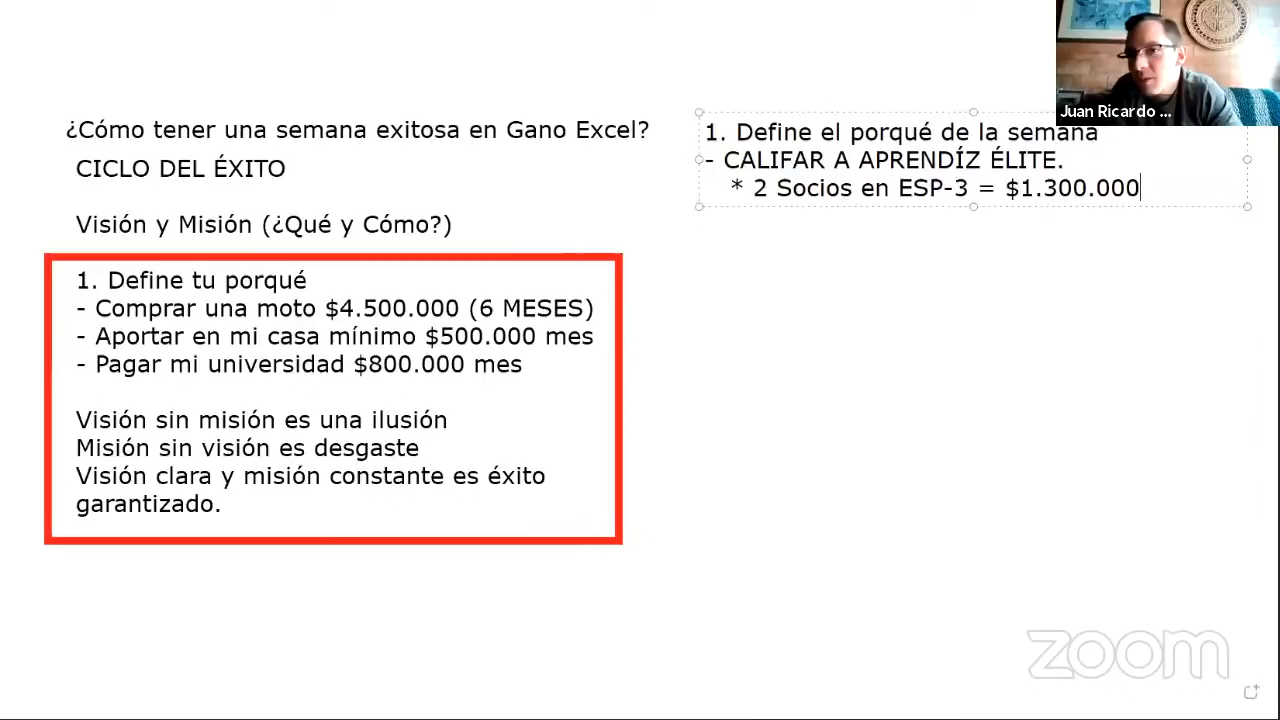 ¿Cómo tener una semana exitosa en Gano Excel?
CICLO DEL ÉXITO
Visión y Misión (¿Qué y Cómo?)
1. Define tu porqué
- Comprar una moto $4.500.000 (6 MESES)
- Aportar en mi casa mínimo $500.000 mes
- Pagar mi universidad $800.000 mes
Visión sin misión es una ilusión
Misión sin visión es desgaste
Visión clara y misión constante es éxito
garantizado.
1. Define el porqué de la semana
- CALIFAR A APRENDÍZ ÉLITE.
* 2 Socios en ESP-3 = $1.300.000
Juan Ricardo ...
zoom